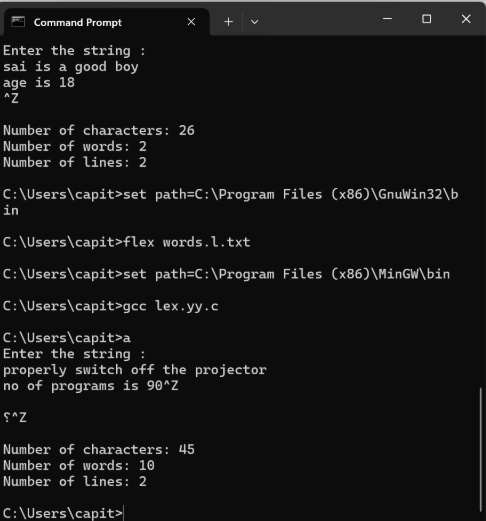 Command Prompt
Enter the string :
sai is a good boy
age is 18
^Z
Number of characters: 26
Number of words: 2
Number of lines: 2
C:\Users\capit>set path=C:\Program Files (x86)\GnuWin32\b
in
C:\Users\capit>flex words.l.txt
C:\Users\capit>set path=C:\Program Files (x86)\MinGW\bin
C:\Users\capit>gcc lex.yy.c
C:\Users\capit>a
Enter the string :
properly switch off the projector
no of programs is 90^Z
⸮^Z
Number of characters: 45
Number of words: 10
Number of lines: 2
C:\Users\capit>